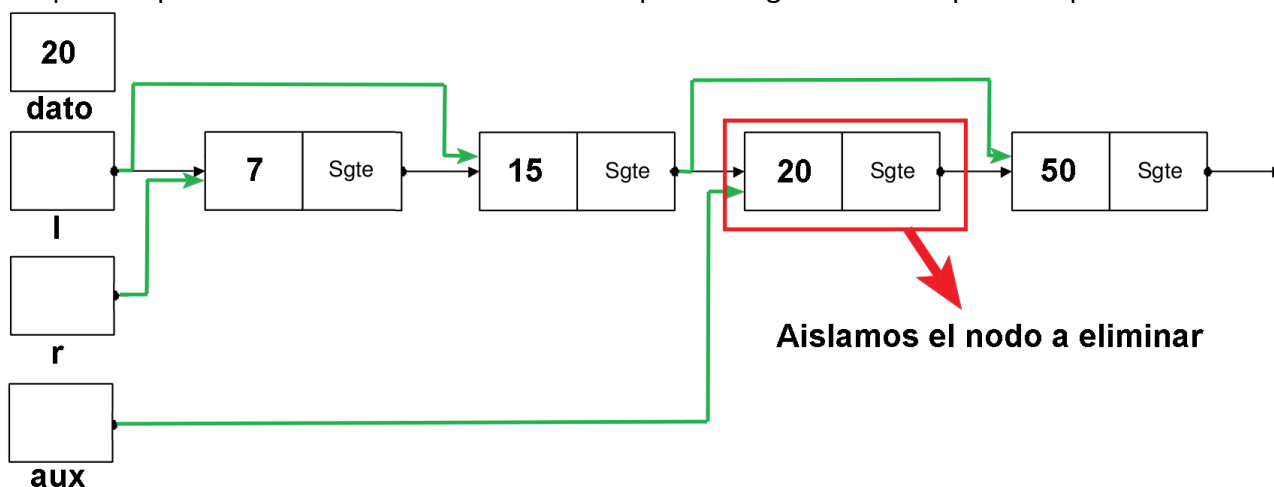 20
dato
l
7 Sgte
15 Sgte
20 Sgte
50 Sgte
r
Aislamos el nodo a eliminar
aux